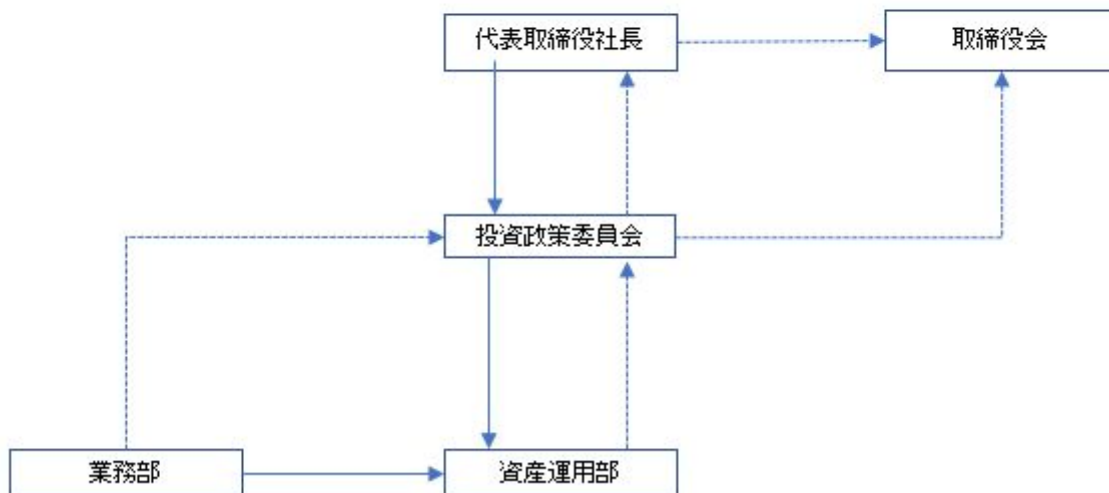 代表取締役社長
取締役会
投資政策委員会
業務部
資産運用部